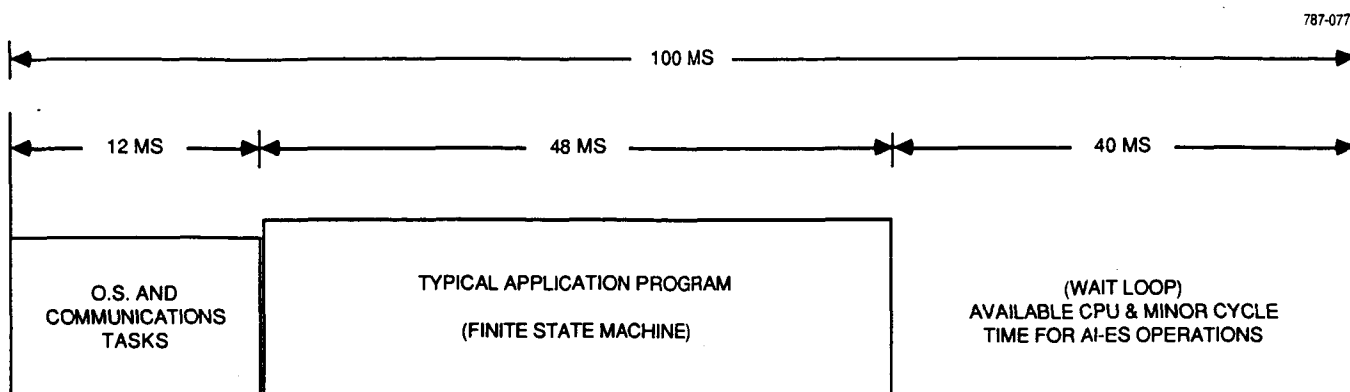 787-077
100 MS
12 MS
48 MS
40 MS
O.S. AND
COMMUNICATIONS
TASKS
TYPICAL APPLICATION PROGRAM
(FINITE STATE MACHINE)
(WAIT LOOP)
AVAILABLE CPU & MINOR CYCLE
TIME FOR AI-ES OPERATIONS